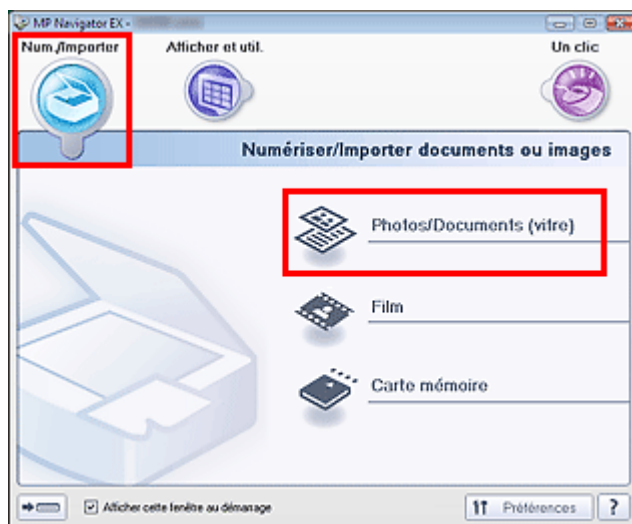 MP Navigator EX -
Num./Importer Afficher et util. Un clic
Numériser/Importer documents ou images
Photos/Documents (vitre)
Film
Carte mémoire
Afficher cette fenêtre au démarrage
Préférences ?